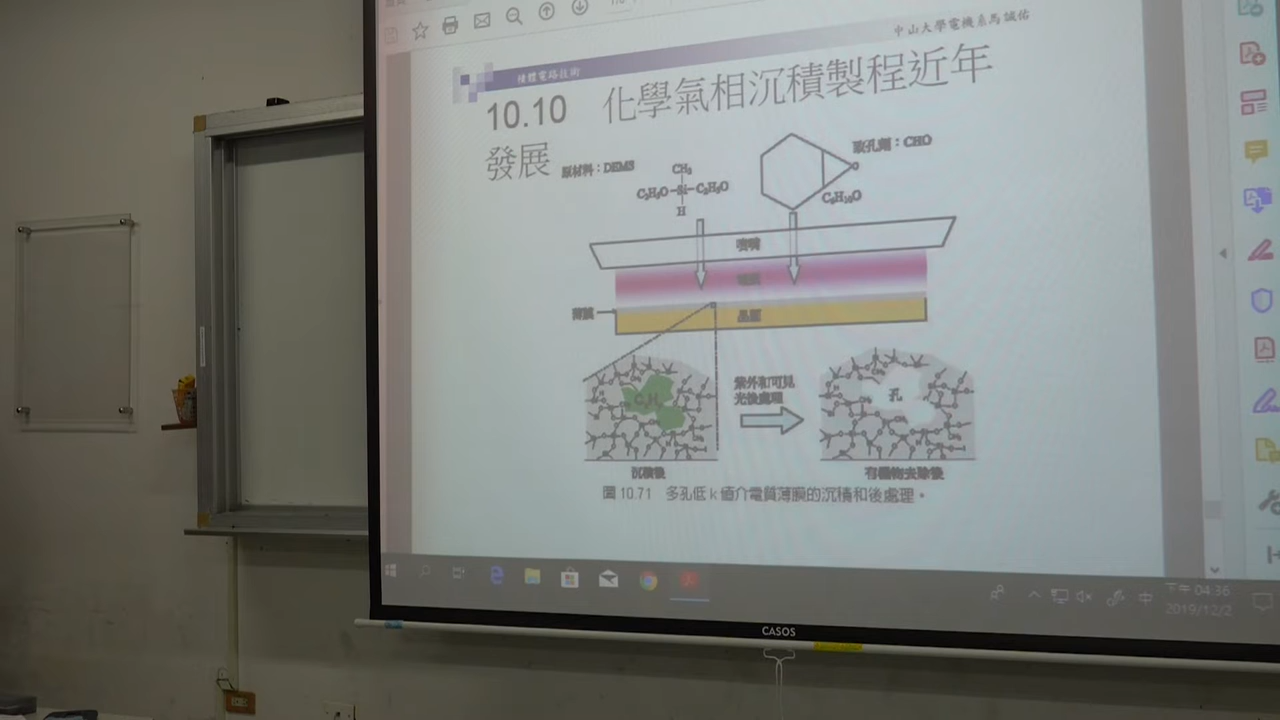 中山大學電機系馬誠佑
積體電路技術
10.10 化學氣相沉積製程近年
發展
原材料：DEMS
CH₃
C₂H₅O-Si-C₂H₅O
H
致孔劑：CHO
O
C₆H₁₀O
噴嘴
薄膜
晶圓
紫外和可見
光後處理
孔
沉積後
有機物去除後
圖 10.71 多孔低 k 值介電質薄膜的沉積和後處理。
中
下午 04:36
2019/12/2
CASOS